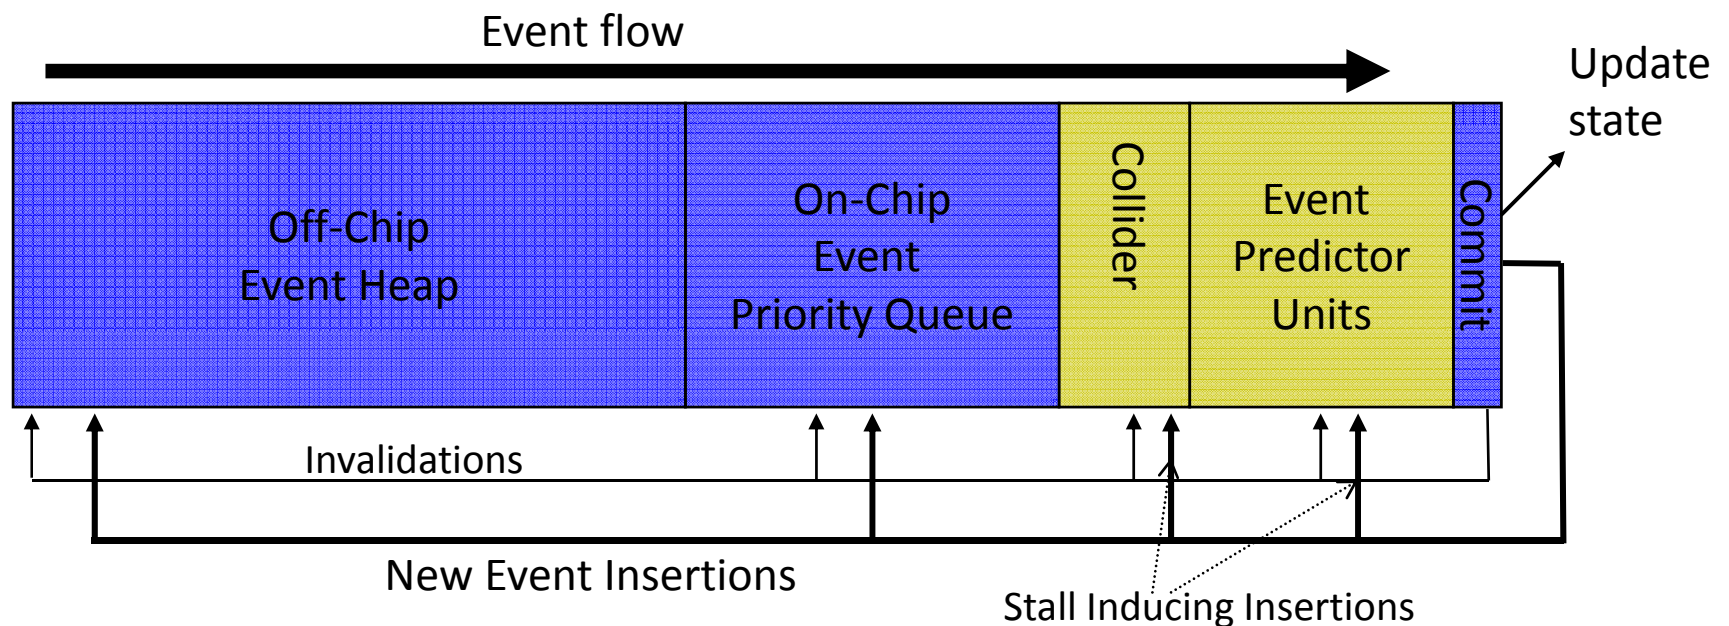 Event flow
Update
state
Off-Chip
Event Heap
On-Chip
Event
Priority Queue
Collider
Event
Predictor
Units
Commit
Invalidations
New Event Insertions
Stall Inducing Insertions